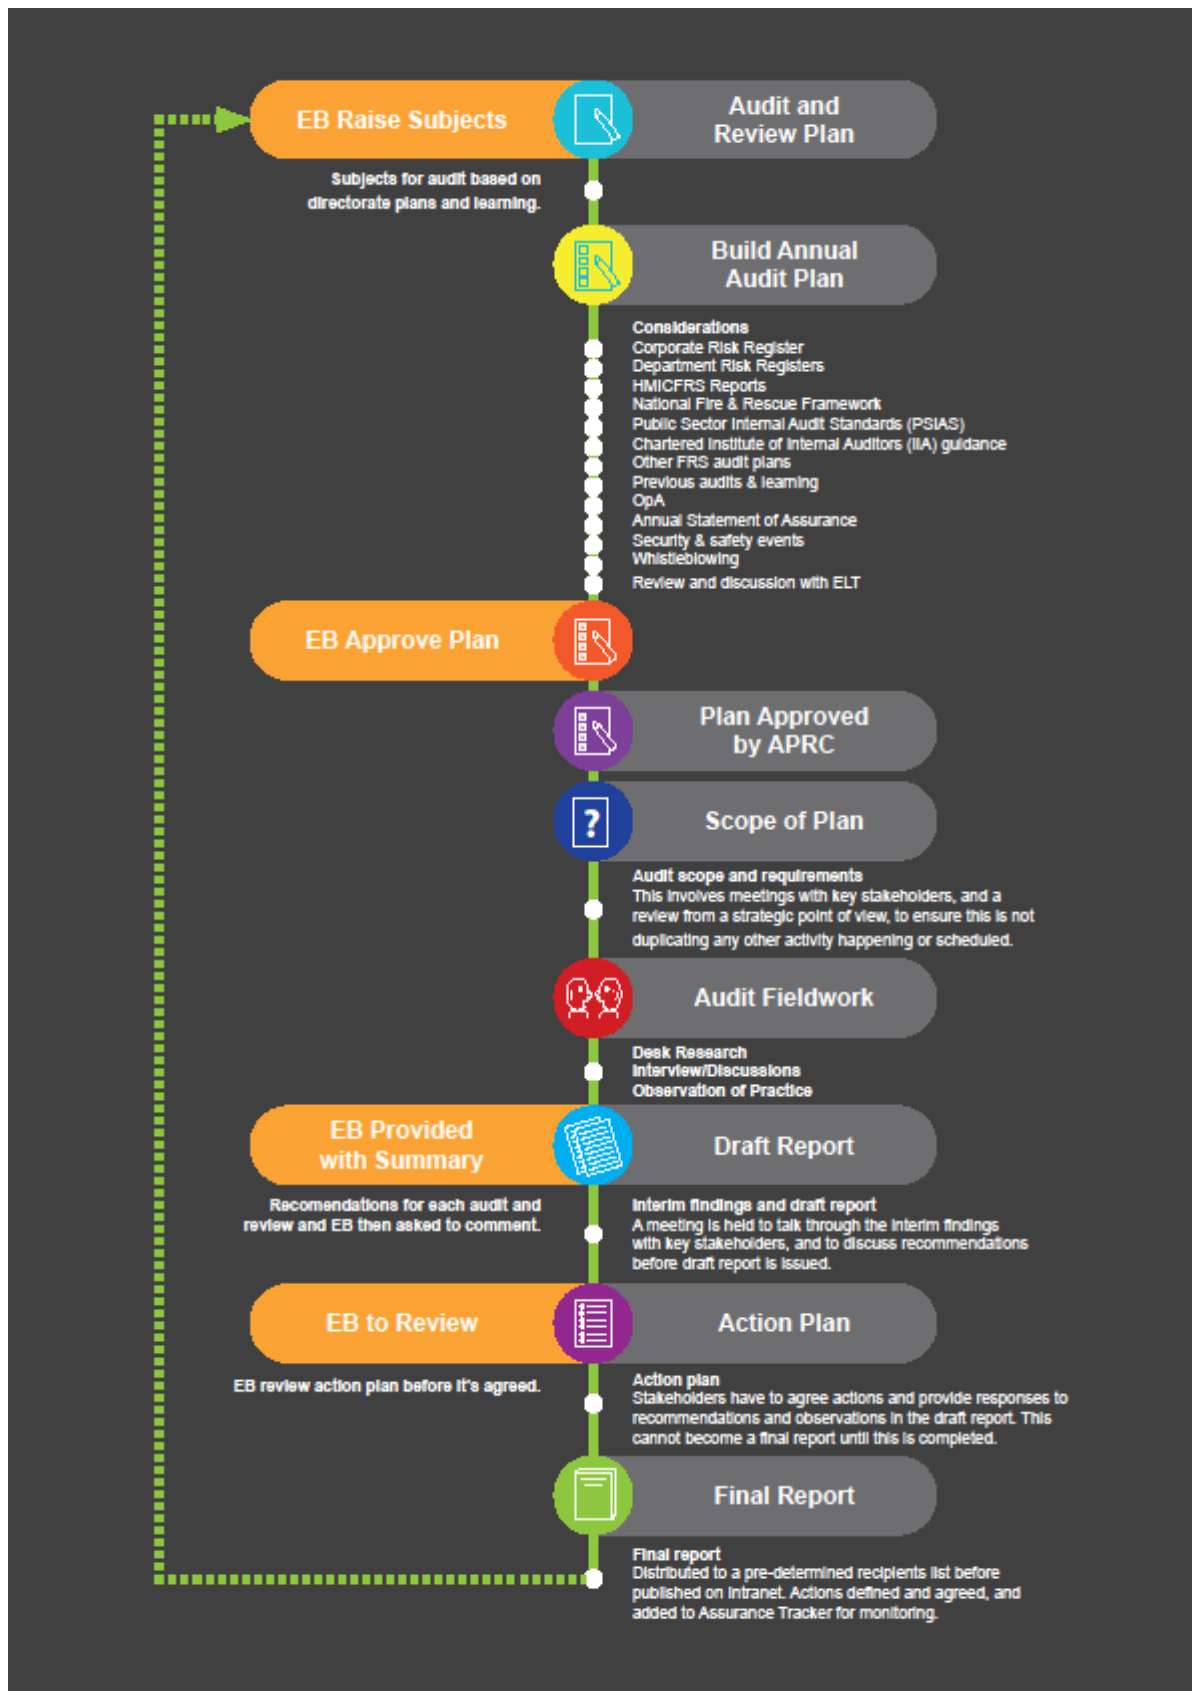 EB Raise Subjects
Audit and
Review Plan
Subjects for audit based on
directorate plans and learning.
Build Annual
Audit Plan
Considerations
Corporate Risk Register
Department Risk Registers
HMICFRS Reports
National Fire & Rescue Framework
Public Sector Internal Audit Standards (PSIAS)
Chartered Institute of Internal Auditors (IIA) guidance
Other FRS audit plans
Previous audits & learning
OpA
Annual Statement of Assurance
Security & safety events
Whistleblowing
Review and discussion with ELT
EB Approve Plan
Plan Approved
by APRC
?
Scope of Plan
Audit scope and requirements
This involves meetings with key stakeholders, and a
review from a strategic point of view, to ensure this is not
duplicating any other activity happening or scheduled.
Audit Fieldwork
Desk Research
Interview/Discussions
Observation of Practice
EB Provided
with Summary
Draft Report
Recomendations for each audit and
review and EB then asked to comment.
Interim findings and draft report
A meeting is held to talk through the interim findings
with key stakeholders, and to discuss recommendations
before draft report is issued.
EB to Review
Action Plan
EB review action plan before it's agreed.
Action plan
Stakeholders have to agree actions and provide responses to
recommendations and observations in the draft report. This
cannot become a final report until this is completed.
Final Report
Final report
Distributed to a pre-determined recipients list before
published on intranet. Actions defined and agreed, and
added to Assurance Tracker for monitoring.